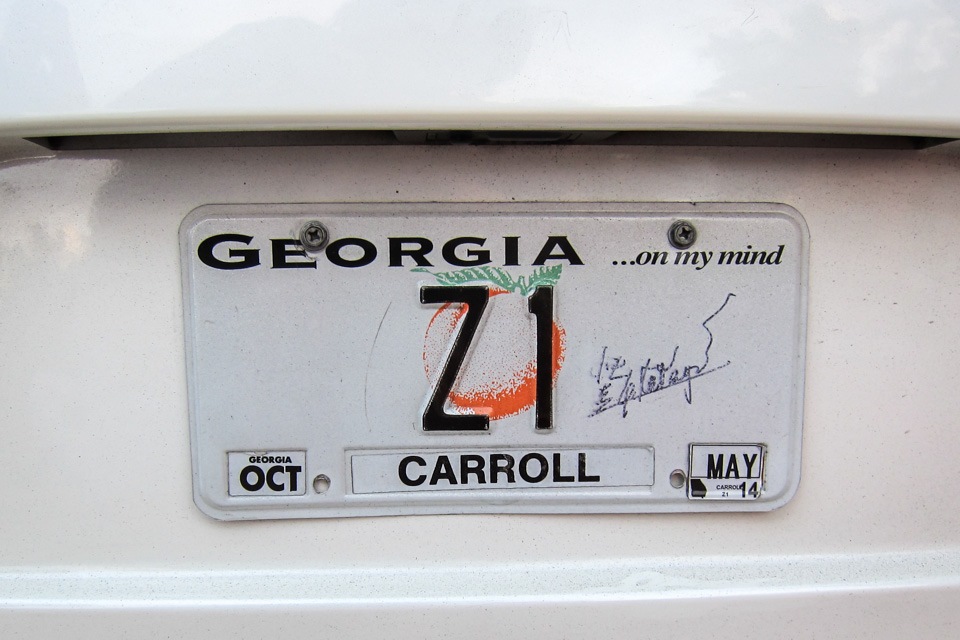 GEORGIA ...on my mind
Z1
GEORGIA
OCT
CARROLL
MAY
CARROLL
Z1 14